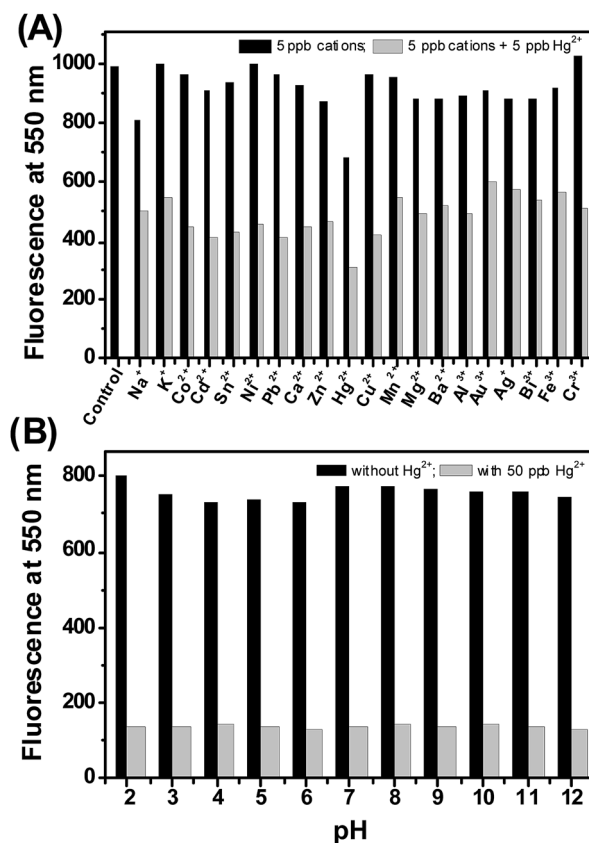 (A)
5 ppb cations; 5 ppb cations + 5 ppb Hg²⁺
Fluorescence at 550 nm
1000
800
600
400
200
0
Control Na⁺ K⁺ Co²⁺ Cd²⁺ Sn²⁺ Ni²⁺ Pb²⁺ Ca²⁺ Zn²⁺ Hg²⁺ Cu²⁺ Mn²⁺ Mg²⁺ Ba²⁺ Al³⁺ Au³⁺ Ag⁺ Bi³⁺ Fe³⁺ Cr³⁺
(B)
without Hg²⁺; with 50 ppb Hg²⁺
Fluorescence at 550 nm
800
600
400
200
0
2 3 4 5 6 7 8 9 10 11 12
pH